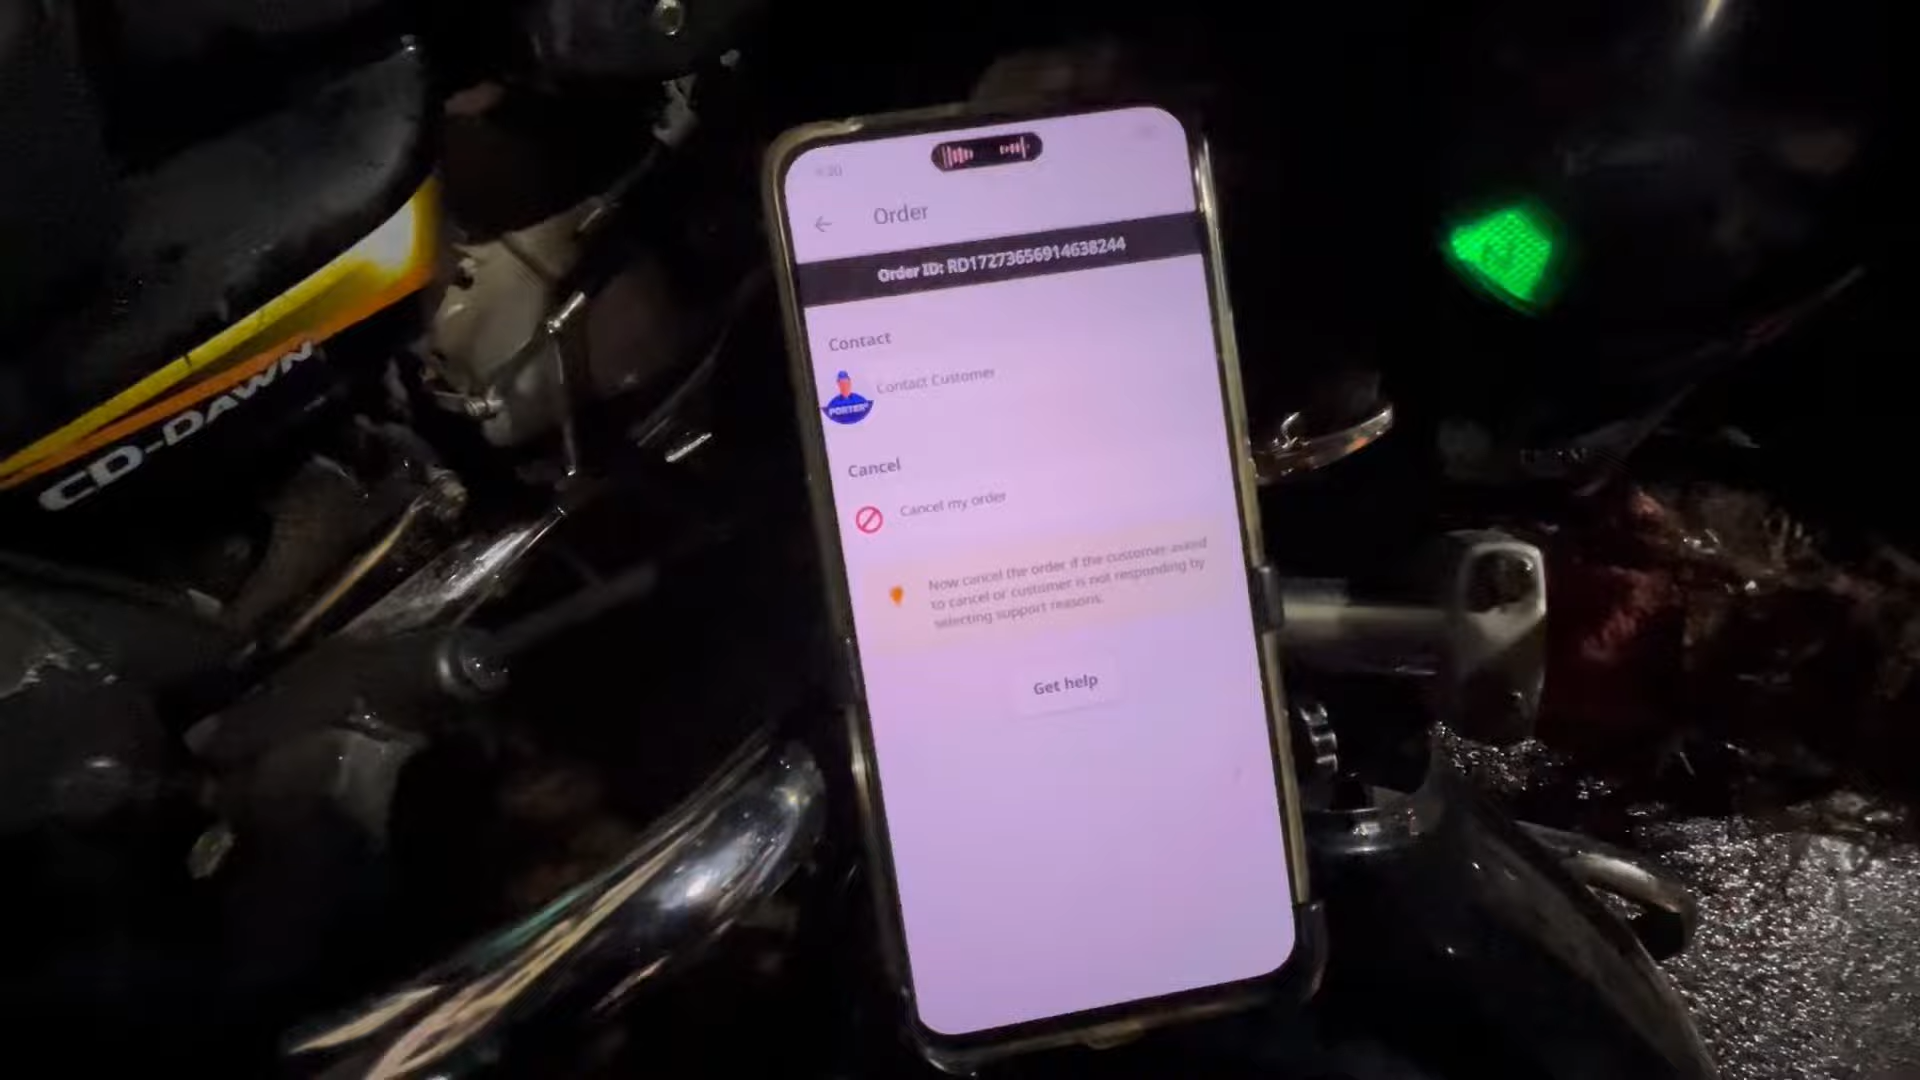 CD-DAWN
Order
Order ID: RD17273656914638244
Contact
PORTER
Contact Customer
Cancel
Cancel my order
Now cancel the order if the customer asked
to cancel or customer is not responding by
selecting support reasons.
Get help